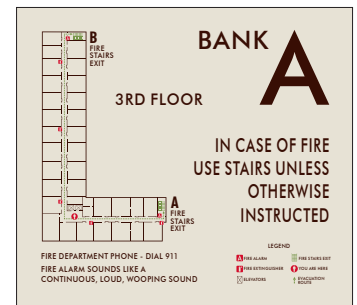 BANK
A
B
FIRE
STAIRS
EXIT
3RD FLOOR
IN CASE OF FIRE
USE STAIRS UNLESS
OTHERWISE
INSTRUCTED
A
FIRE
STAIRS
EXIT
FIRE DEPARTMENT PHONE - DIAL 911
FIRE ALARM SOUNDS LIKE A
CONTINUOUS, LOUD, WOOPING SOUND
LEGEND
FIRE ALARM
FIRE STAIRS EXIT
FIRE EXTINGUISHER
YOU ARE HERE
ELEVATORS
EVACUATION
ROUTE